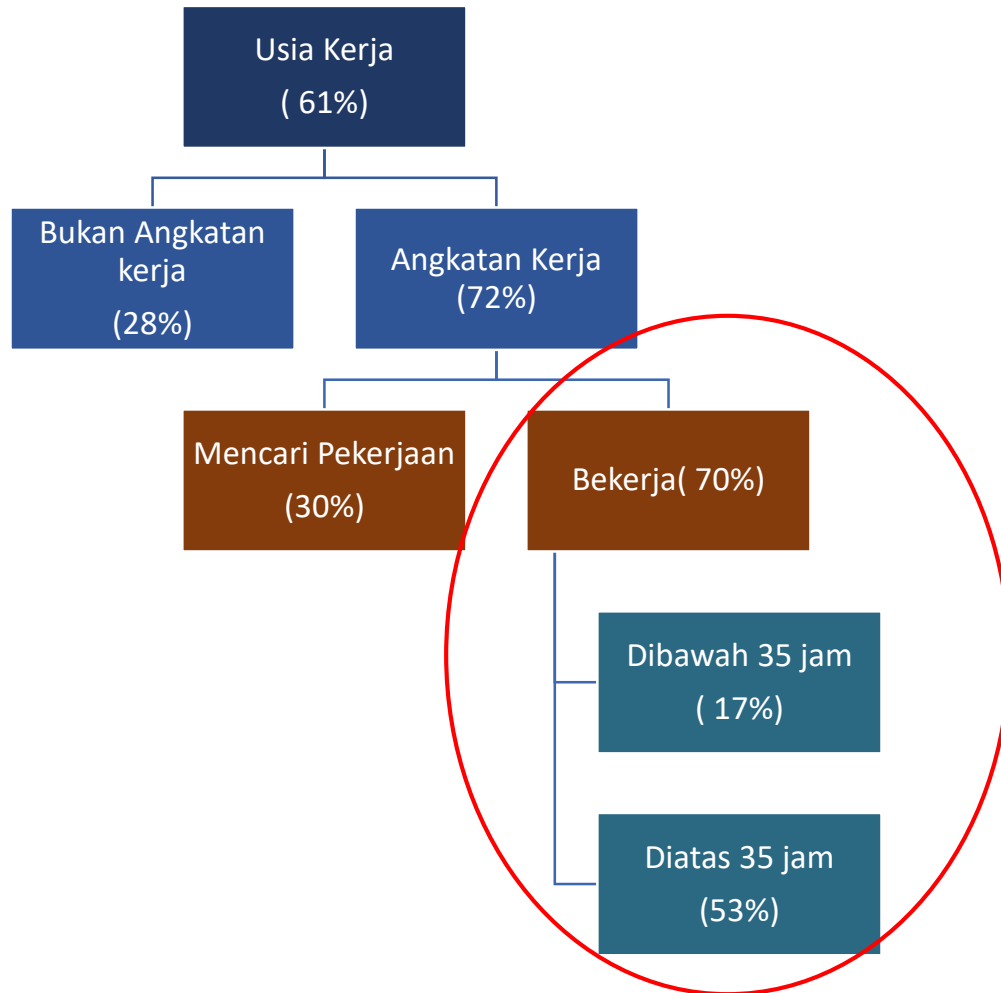 Usia Kerja
( 61%)
Bukan Angkatan
kerja
(28%)
Angkatan Kerja
(72%)
Mencari Pekerjaan
(30%)
Bekerja( 70%)
Dibawah 35 jam
( 17%)
Diatas 35 jam
(53%)